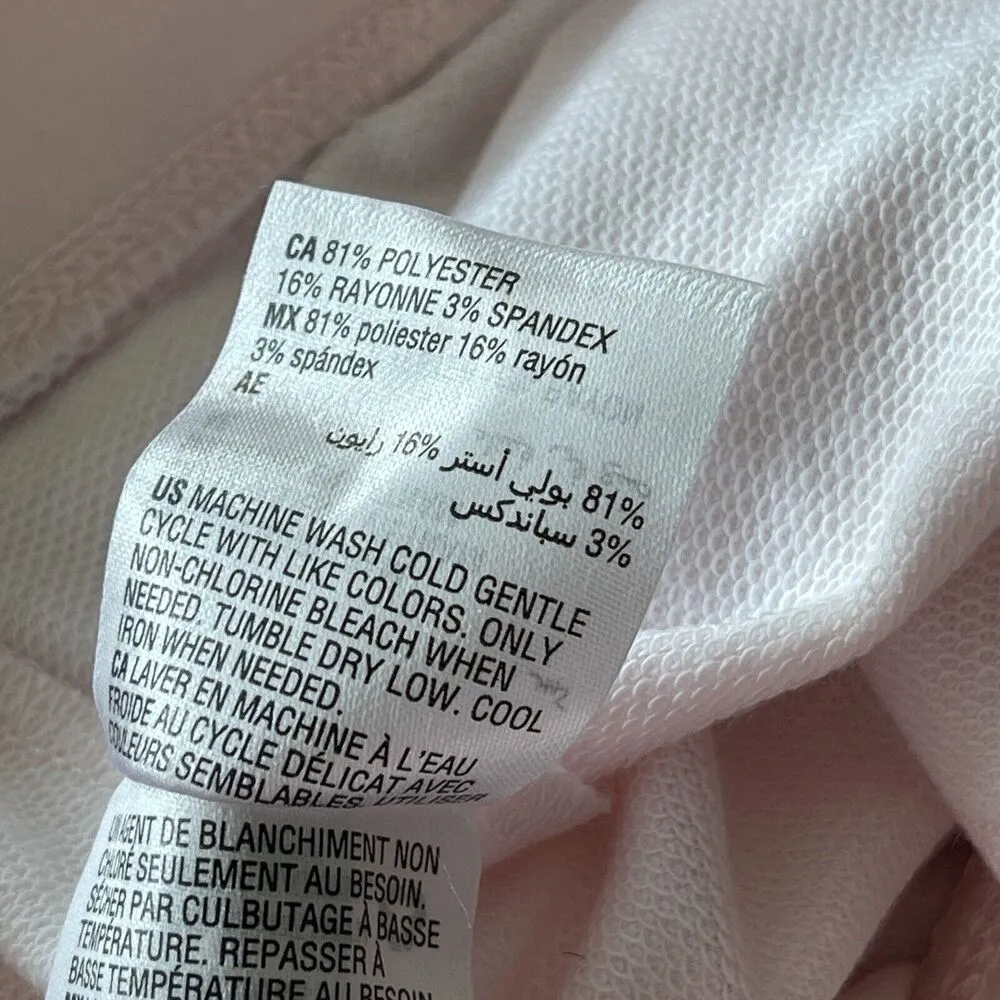 CA 81% POLYESTER
16% RAYONNE 3% SPANDEX
MX 81% poliester 16% rayón
3% spándex
AE
81% بولي أستر 16% رايون
3% سباندكس
US MACHINE WASH COLD GENTLE
CYCLE WITH LIKE COLORS. ONLY
NON-CHLORINE BLEACH WHEN
NEEDED. TUMBLE DRY LOW. COOL
IRON WHEN NEEDED.
CA LAVER EN MACHINE À L'EAU
FROIDE AU CYCLE DÉLICAT AVEC
COULEURS SEMBLABLES. UTILISER
UN AGENT DE BLANCHIMENT NON
CHLORÉ SEULEMENT AU BESOIN.
SÉCHER PAR CULBUTAGE À BASSE
TEMPÉRATURE. REPASSER À
BASSE TEMPÉRATURE AU BESOIN